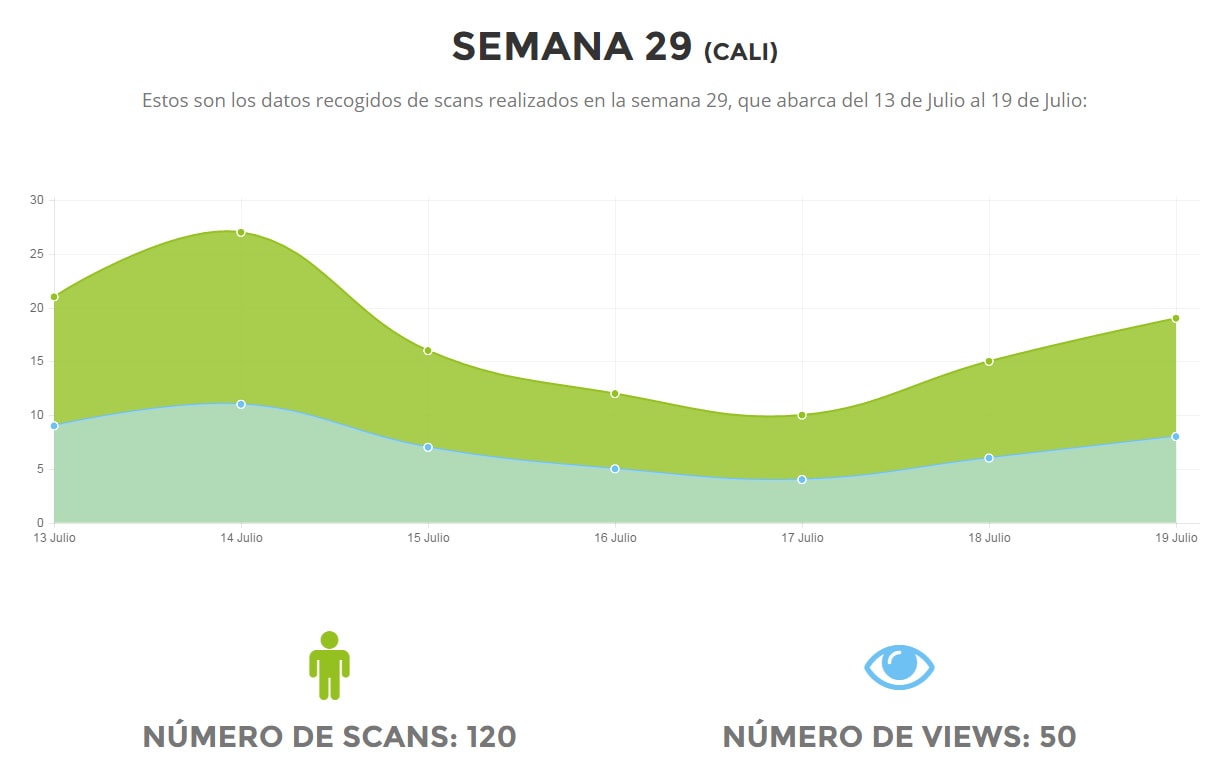 SEMANA 29 (CALI)
Estos son los datos recogidos de scans realizados en la semana 29, que abarca del 13 de Julio al 19 de Julio:
30
25
20
15
10
5
0
13 Julio 14 Julio 15 Julio 16 Julio 17 Julio 18 Julio 19 Julio
NÚMERO DE SCANS: 120 NÚMERO DE VIEWS: 50